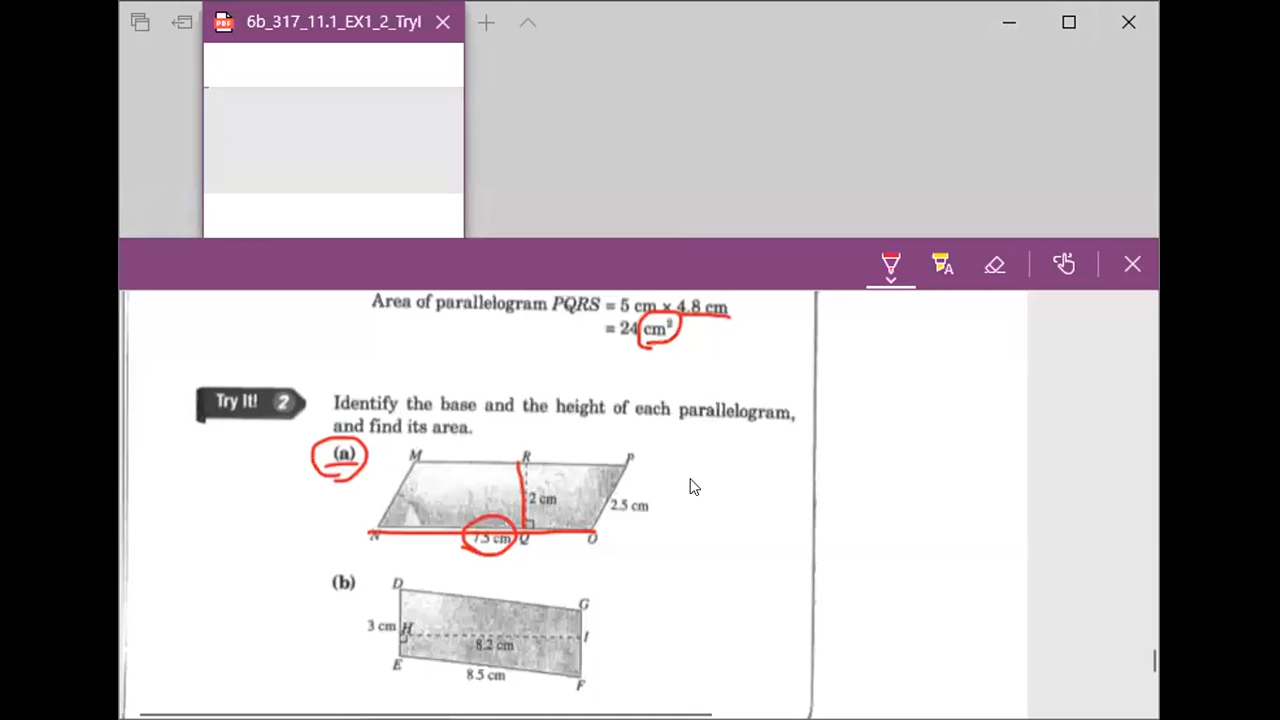 6b_317_11.1_EX1_2_TryI
Area of parallelogram PQRS = 5 cm × 4.8 cm
= 24 cm²
Try It! 2
Identify the base and the height of each parallelogram,
and find its area.
(a)
M R P
2 cm
2.5 cm
N 7.5 cm Q O
(b)
D
G
3 cm H
I
8.2 cm
E
8.5 cm
F